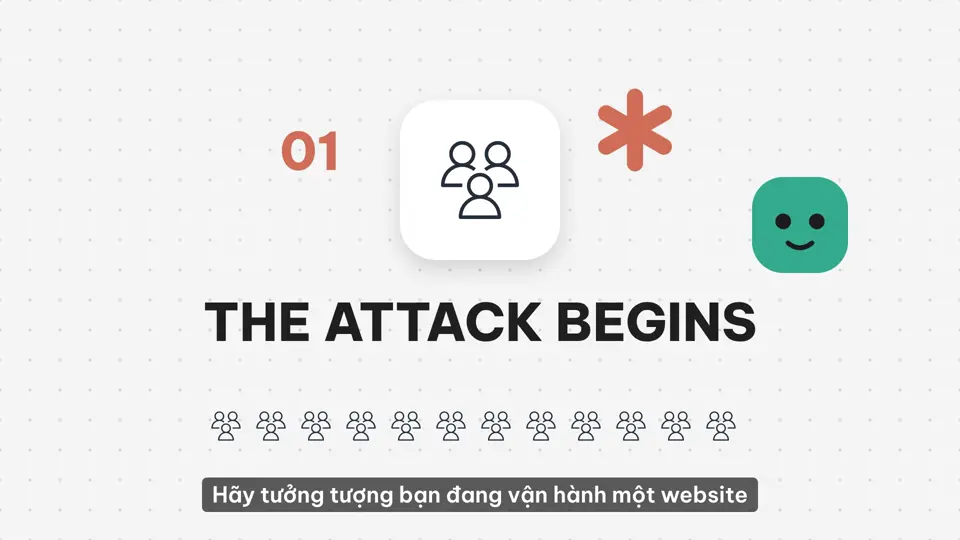 01
THE ATTACK BEGINS
Hãy tưởng tượng bạn đang vận hành một website